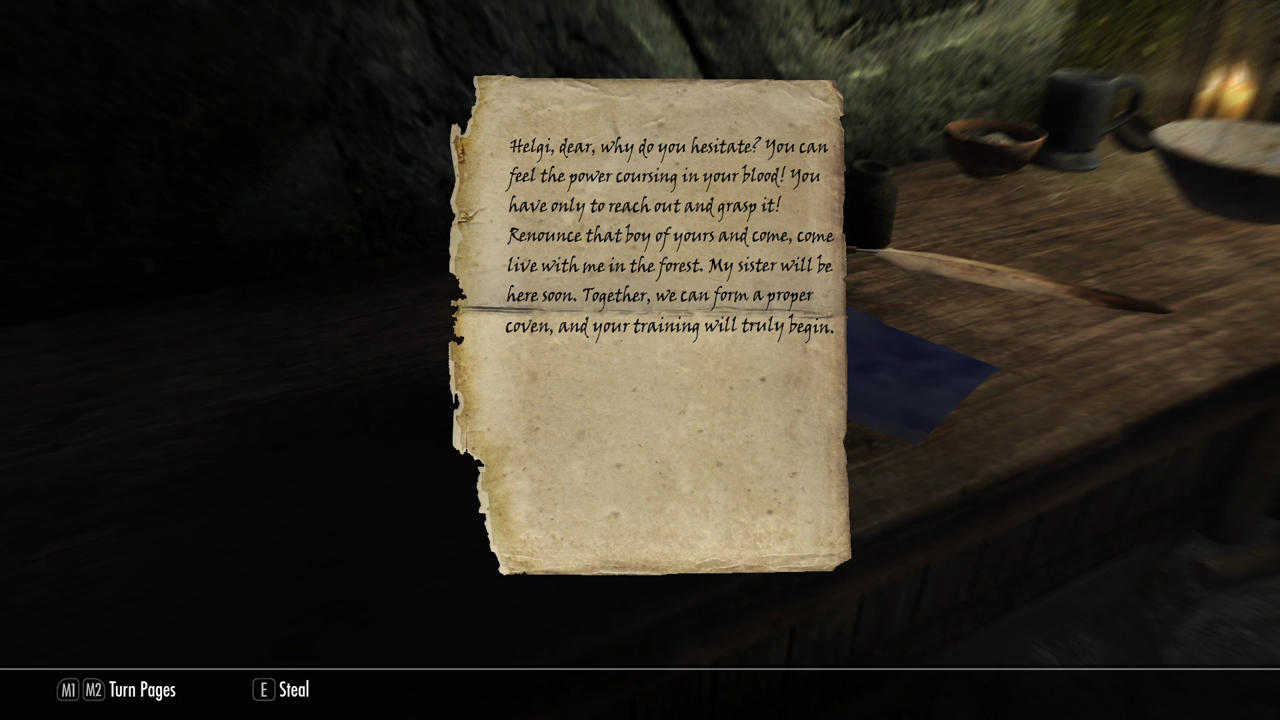 Helgi, dear, why do you hesitate? You can
feel the power coursing in your blood! You
have only to reach out and grasp it!
Renounce that boy of yours and come, come
live with me in the forest. My sister will be
here soon. Together, we can form a proper
coven, and your training will truly begin.
M1 M2 Turn Pages
E Steal